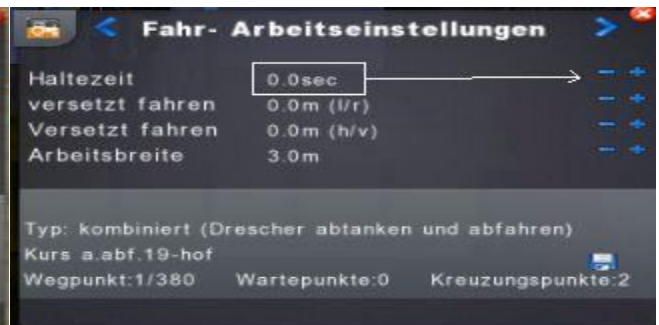 Fahr- Arbeitseinstellungen
Haltezeit 0.0sec
versetzt fahren 0.0m (l/r)
Versetzt fahren 0.0m (h/v)
Arbeitsbreite 3.0m
Typ: kombiniert (Drescher abtanken und abfahren)
Kurs a.abf.19-hof
Wegpunkt:1/380 Wartepunkte:0 Kreuzungspunkte:2